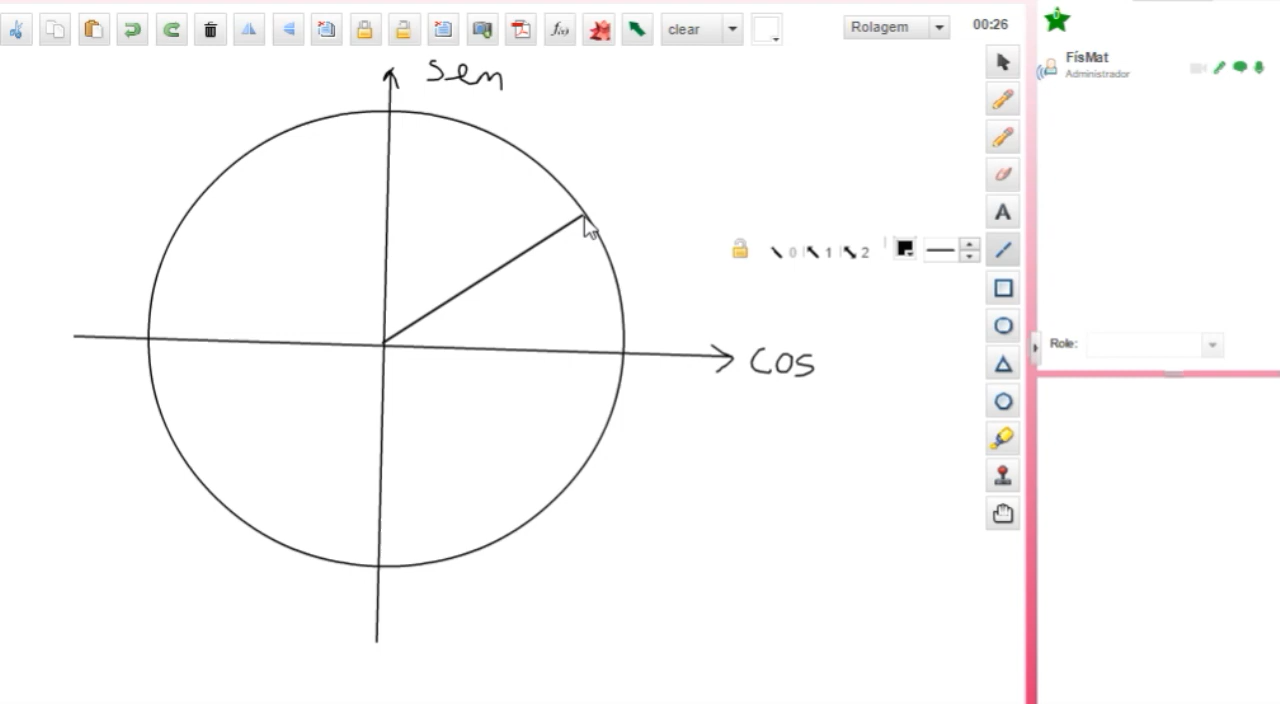 clear
Rolagem
00:26
FísMat
Administrador
sen
0 1 2
Role:
cos